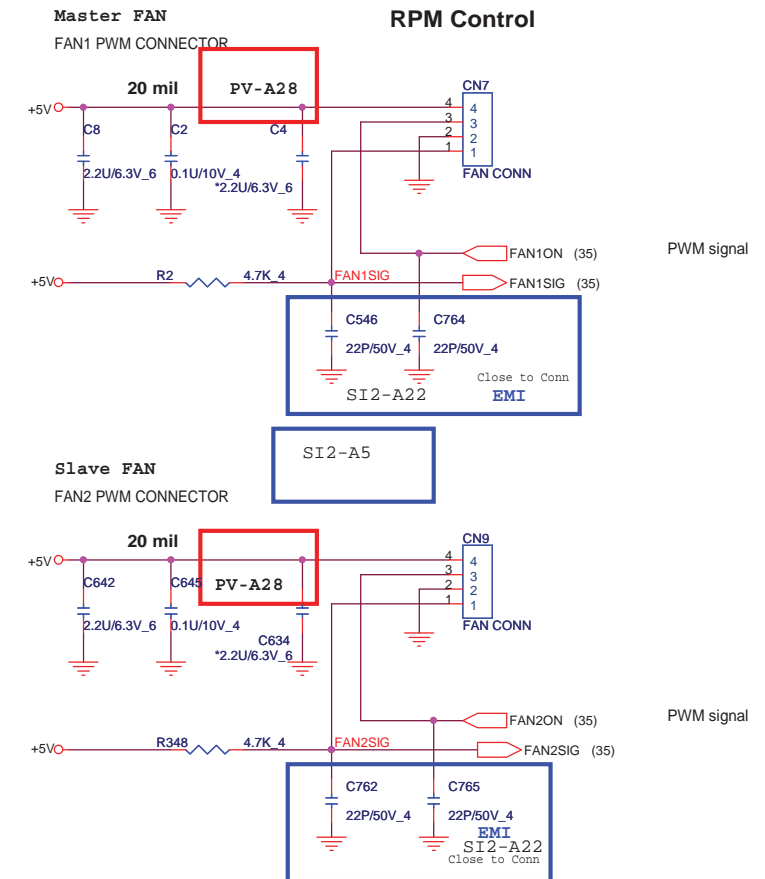 Master FAN
RPM Control
FAN1 PWM CONNECTOR
20 mil
PV-A28
CN7
+5V
4
4
3
3
2
2
1
1
C8
C2
C4
2.2U/6.3V_6
0.1U/10V_4
*2.2U/6.3V_6
FAN CONN
FAN1ON (35)
PWM signal
+5V
R2
4.7K_4
FAN1SIG
FAN1SIG (35)
C546
C764
22P/50V_4
22P/50V_4
Close to Conn
SI2-A22
EMI
SI2-A5
Slave FAN
FAN2 PWM CONNECTOR
20 mil
CN9
+5V
4
4
3
3
2
2
1
1
C642
C645
PV-A28
2.2U/6.3V_6
0.1U/10V_4
FAN CONN
C634
*2.2U/6.3V_6
FAN2ON (35)
PWM signal
+5V
R348
4.7K_4
FAN2SIG
FAN2SIG (35)
C762
C765
22P/50V_4
22P/50V_4
EMI
SI2-A22
Close to Conn